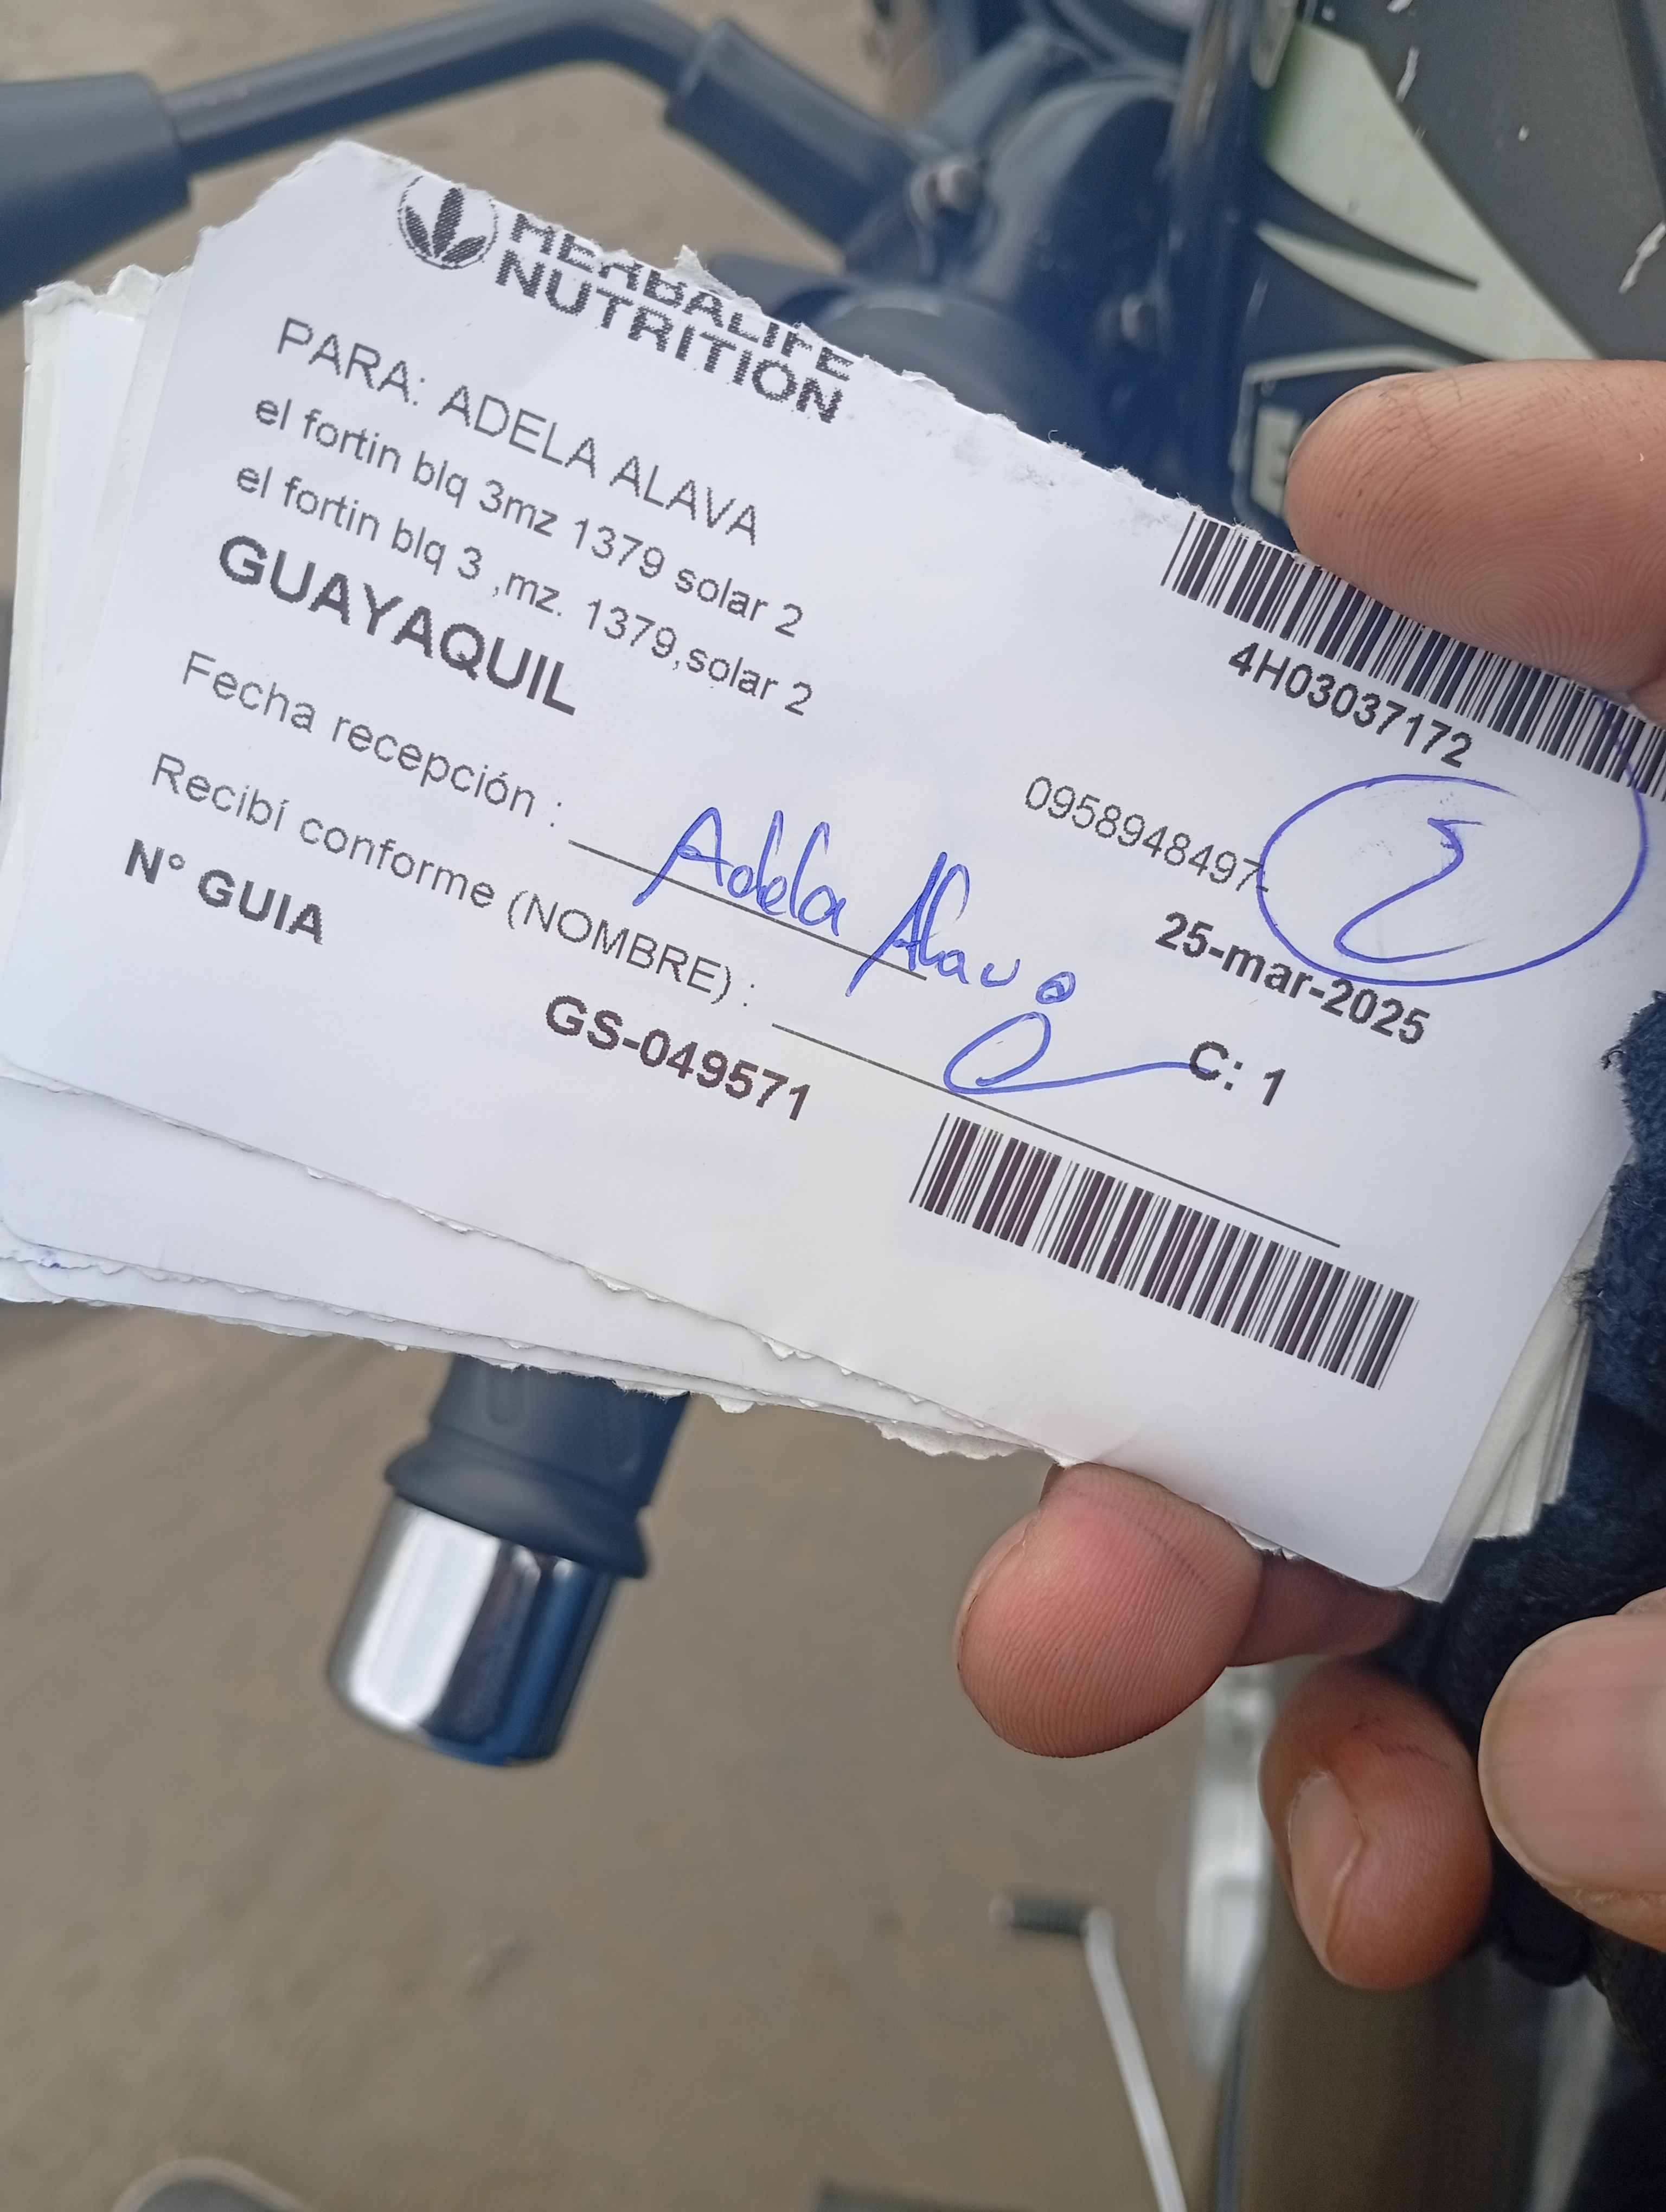 HERBALIFE
NUTRITION
PARA: ADELA ALAVA
el fortin blq 3mz 1379 solar 2
el fortin blq 3 ,mz. 1379,solar 2
GUAYAQUIL
4H03037172
0958948497-
2
25-mar-2025
Fecha recepción :
Adela Alava
Recibí conforme (NOMBRE) :
C: 1
N° GUIA
GS-049571